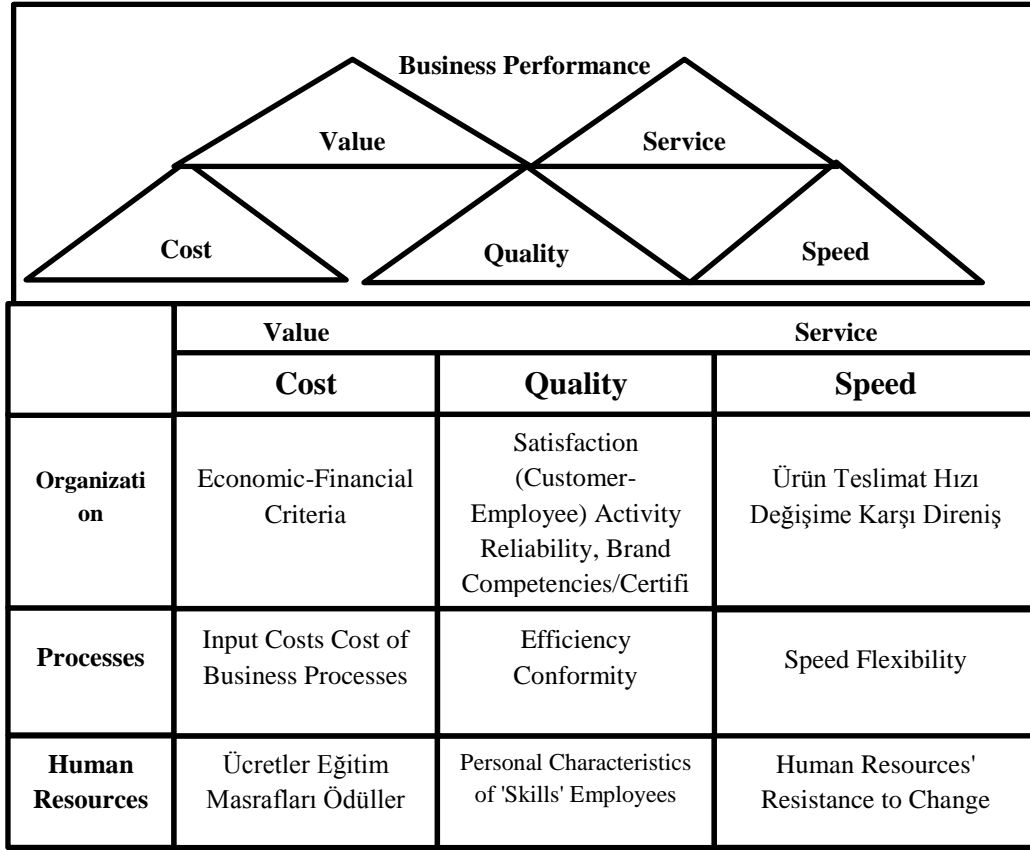 Business Performance
Value
Service
Cost
Quality
Speed
Value
Service
Cost
Quality
Speed
Organizati
on
Economic-Financial
Criteria
Satisfaction
(Customer-
Employee) Activity
Reliability, Brand
Competencies/Certifi
Ürün Teslimat Hızı
Değişime Karşı Direniş
Processes
Input Costs Cost of
Business Processes
Efficiency
Conformity
Speed Flexibility
Human
Resources
Ücretler Eğitim
Masrafları Ödüller
Personal Characteristics
of 'Skills' Employees
Human Resources'
Resistance to Change